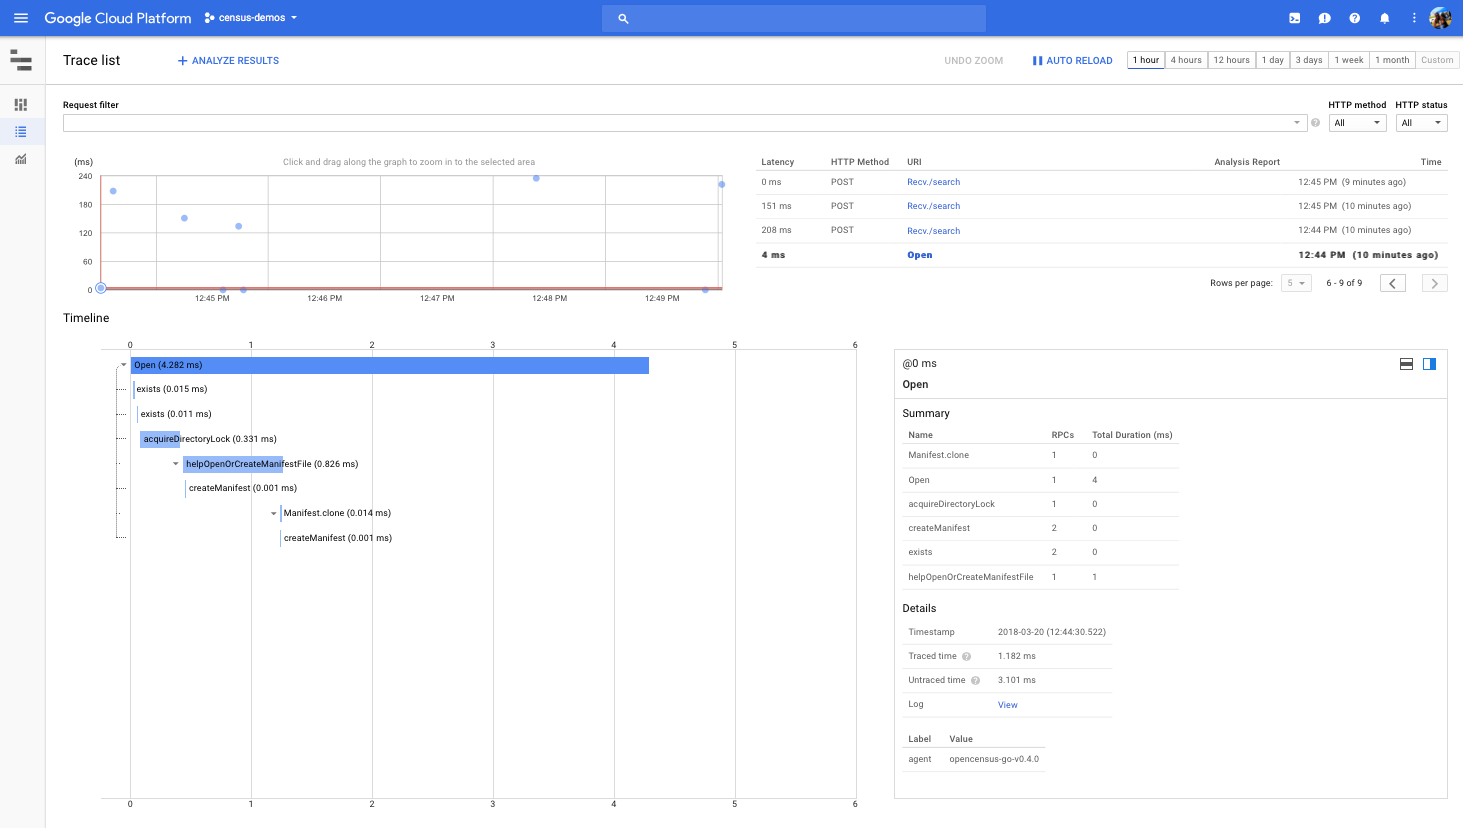 Google Cloud Platform census-demos
Trace list
ANALYZE RESULTS
UNDO ZOOM
AUTO RELOAD
1 hour 4 hours 12 hours 1 day 3 days 1 week 1 month Custom
Request filter
HTTP method HTTP status
All All
(ms) Click and drag along the graph to zoom in to the selected area
240
180
120
60
0
12:45 PM 12:46 PM 12:47 PM 12:48 PM 12:49 PM
Latency HTTP Method URI Analysis Report Time
0 ms POST Recv./search 12:45 PM (9 minutes ago)
151 ms POST Recv./search 12:45 PM (10 minutes ago)
208 ms POST Recv./search 12:44 PM (10 minutes ago)
4 ms Open 12:44 PM (10 minutes ago)
Rows per page: 5 6 - 9 of 9
Timeline
0 1 2 3 4 5 6
Open (4.282 ms)
exists (0.015 ms)
exists (0.011 ms)
acquireDirectoryLock (0.331 ms)
helpOpenOrCreateManifestFile (0.826 ms)
createManifest (0.001 ms)
Manifest.clone (0.014 ms)
createManifest (0.001 ms)
0 1 2 3 4 5 6
@0 ms
Open
Summary
Name RPCs Total Duration (ms)
Manifest.clone 1 0
Open 1 4
acquireDirectoryLock 1 0
createManifest 2 0
exists 2 0
helpOpenOrCreateManifestFile 1 1
Details
Timestamp 2018-03-20 (12:44:30.522)
Traced time 1.182 ms
Untraced time 3.101 ms
Log View
Label Value
agent opencensus-go-v0.4.0